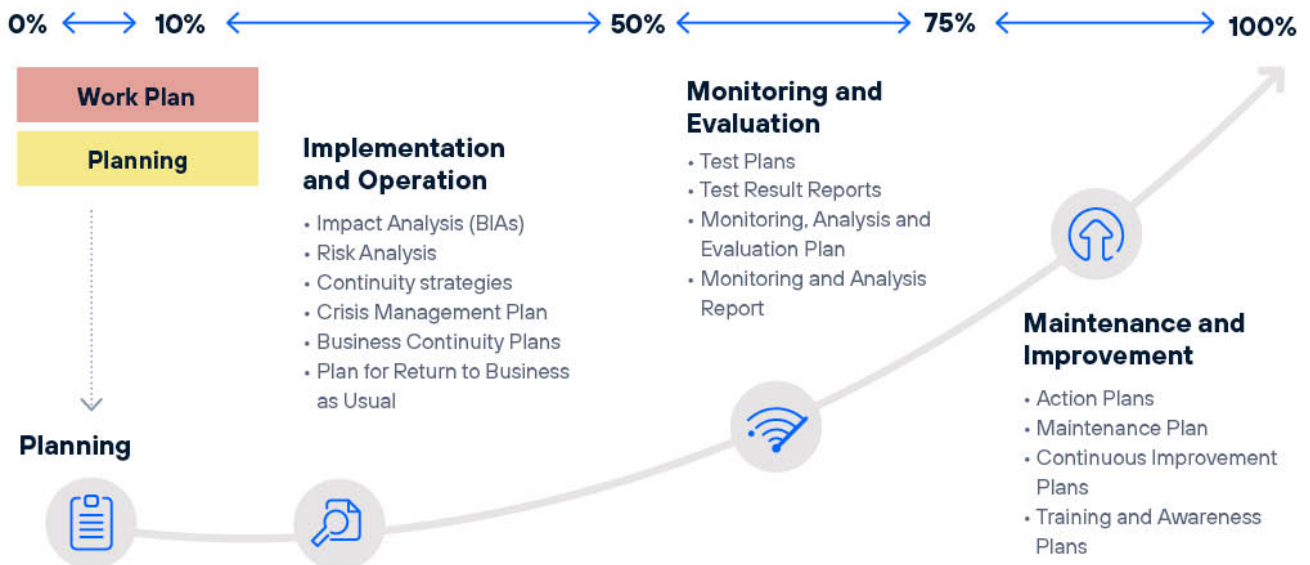 0% 10% 50% 75% 100%
Work Plan
Planning
Planning
Implementation
and Operation
• Impact Analysis (BIAs)
• Risk Analysis
• Continuity strategies
• Crisis Management Plan
• Business Continuity Plans
• Plan for Return to Business
as Usual
Monitoring and
Evaluation
• Test Plans
• Test Result Reports
• Monitoring, Analysis and
Evaluation Plan
• Monitoring and Analysis
Report
Maintenance and
Improvement
• Action Plans
• Maintenance Plan
• Continuous Improvement
Plans
• Training and Awareness
Plans